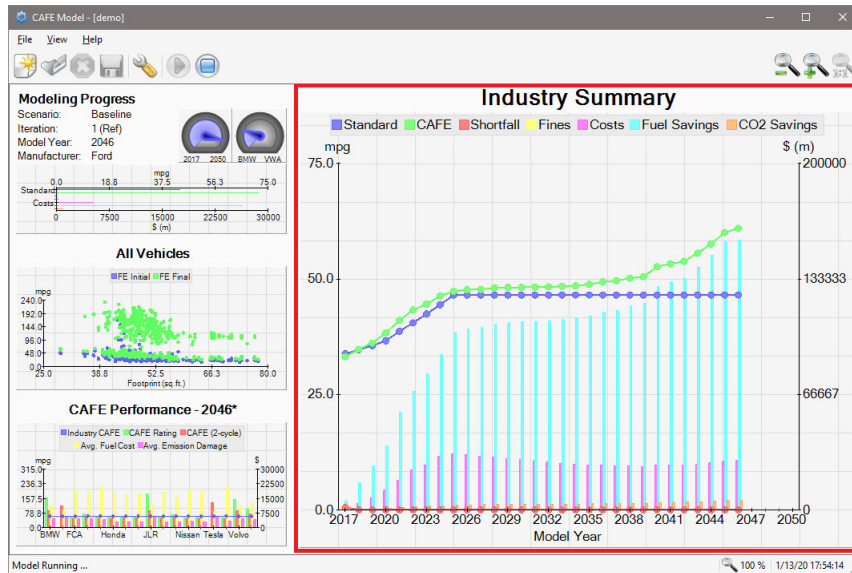 CAFE Model - [demo]
File View Help
Modeling Progress
Scenario: Baseline
Iteration: 1 (Ref)
Model Year: 2046
Manufacturer: Ford
2017 2050 BMW VWA
mpg
0.0 18.8 37.5 56.3 75.0
Standard
Costs
0 7500 15000 22500 30000
$ (m)
All Vehicles
FE Initial FE Final
mpg
240.0
192.0
144.0
96.0
48.0
0.0
25.0 38.8 52.5 66.3 80.0
Footprint (sq.ft.)
CAFE Performance - 2046*
Industry CAFE CAFE Rating CAFE (2-cycle)
Avg. Fuel Cost Avg. Emission Damage
mpg $
315.0 30000
236.3 22500
157.5 15000
78.8 7500
0.0 0
BMW FCA Honda JLR Nissan Tesla Volvo
Industry Summary
Standard CAFE Shortfall Fines Costs Fuel Savings CO2 Savings
mpg $ (m)
75.0 200000
50.0 133333
25.0 66667
0.0 0
2017 2020 2023 2026 2029 2032 2035 2038 2041 2044 2047 2050
Model Year
Model Running ... 100 % 1/13/20 17:54:14